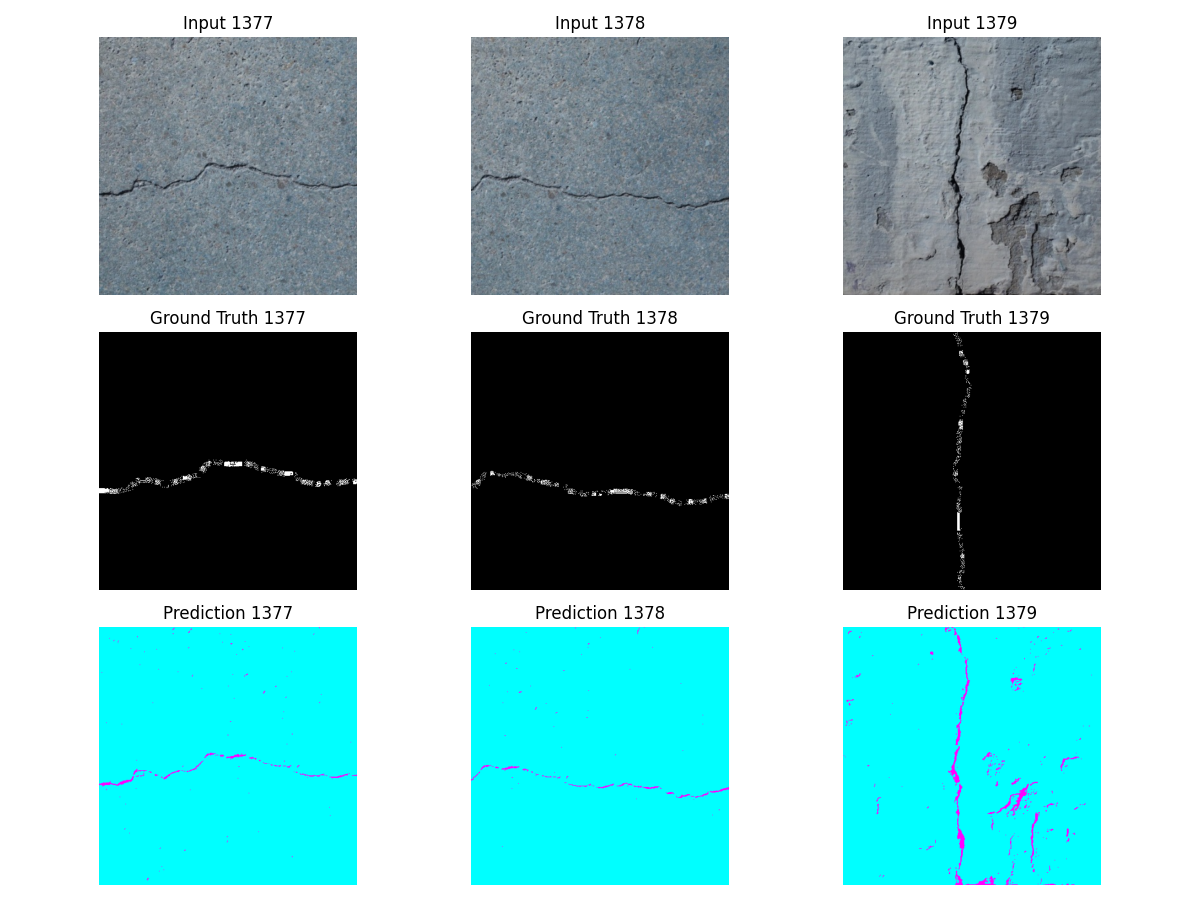 Input 1377
Input 1378
Input 1379
Ground Truth 1377
Ground Truth 1378
Ground Truth 1379
Prediction 1377
Prediction 1378
Prediction 1379